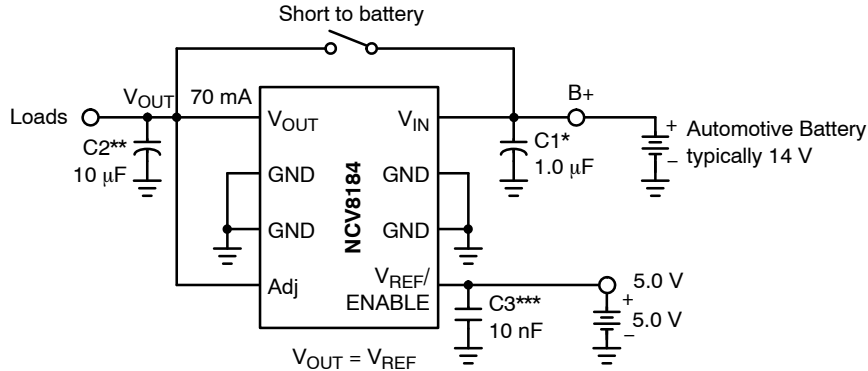 Short to battery
Loads
V_OUT
70 mA
B+
C2**
10 μF
V_OUT
V_IN
GND
GND
GND
GND
Adj
V_REF/
ENABLE
NCV8184
C1*
1.0 μF
+
Automotive Battery
−
typically 14 V
C3***
10 nF
5.0 V
+
5.0 V
−
V_OUT = V_REF